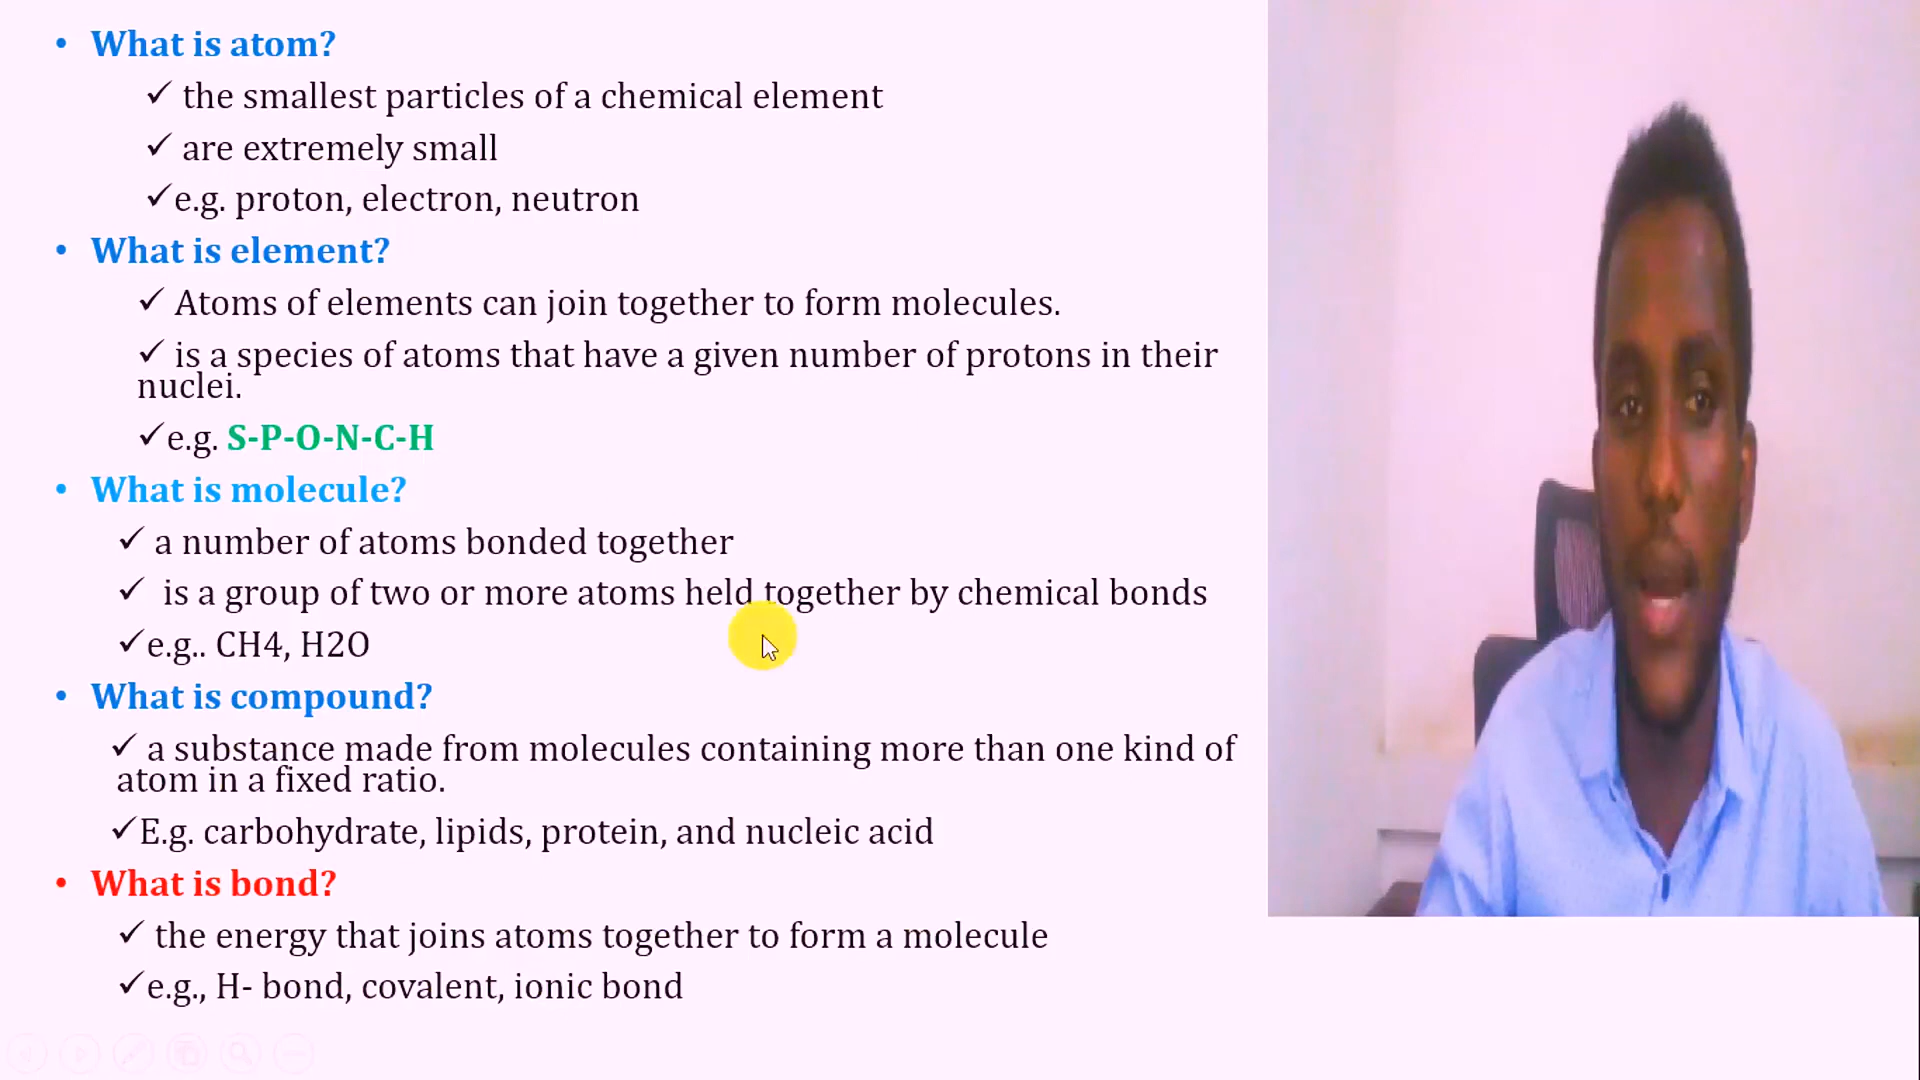 • What is atom?
✓ the smallest particles of a chemical element
✓ are extremely small
✓e.g. proton, electron, neutron
• What is element?
✓ Atoms of elements can join together to form molecules.
✓ is a species of atoms that have a given number of protons in their
nuclei.
✓e.g. S-P-O-N-C-H
• What is molecule?
✓ a number of atoms bonded together
✓ is a group of two or more atoms held together by chemical bonds
✓e.g.. CH4, H2O
• What is compound?
✓ a substance made from molecules containing more than one kind of
atom in a fixed ratio.
✓E.g. carbohydrate, lipids, protein, and nucleic acid
• What is bond?
✓ the energy that joins atoms together to form a molecule
✓e.g., H- bond, covalent, ionic bond